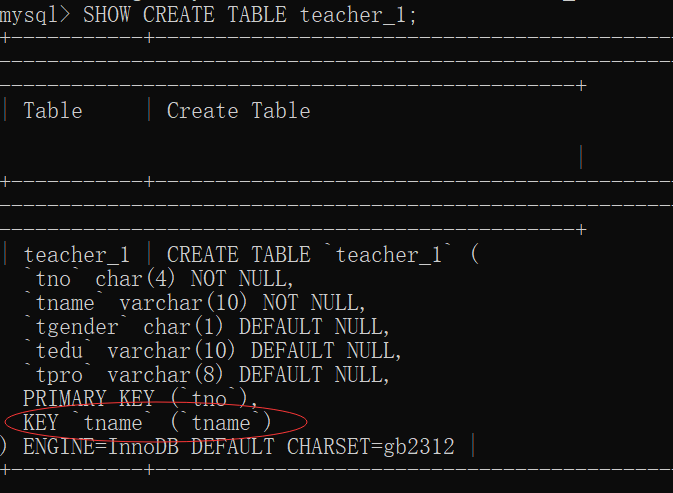 mysql> SHOW CREATE TABLE teacher_1;
+-----------+--------------------------------------------
---------------------------------------------------------
-------------------------------------------------+
| Table | Create Table
|
+-----------+--------------------------------------------
---------------------------------------------------------
-------------------------------------------------+
| teacher_1 | CREATE TABLE `teacher_1` (
`tno` char(4) NOT NULL,
`tname` varchar(10) NOT NULL,
`tgender` char(1) DEFAULT NULL,
`tedu` varchar(10) DEFAULT NULL,
`tpro` varchar(8) DEFAULT NULL,
PRIMARY KEY (`tno`),
KEY `tname` (`tname`)
) ENGINE=InnoDB DEFAULT CHARSET=gb2312 |
+-----------+--------------------------------------------